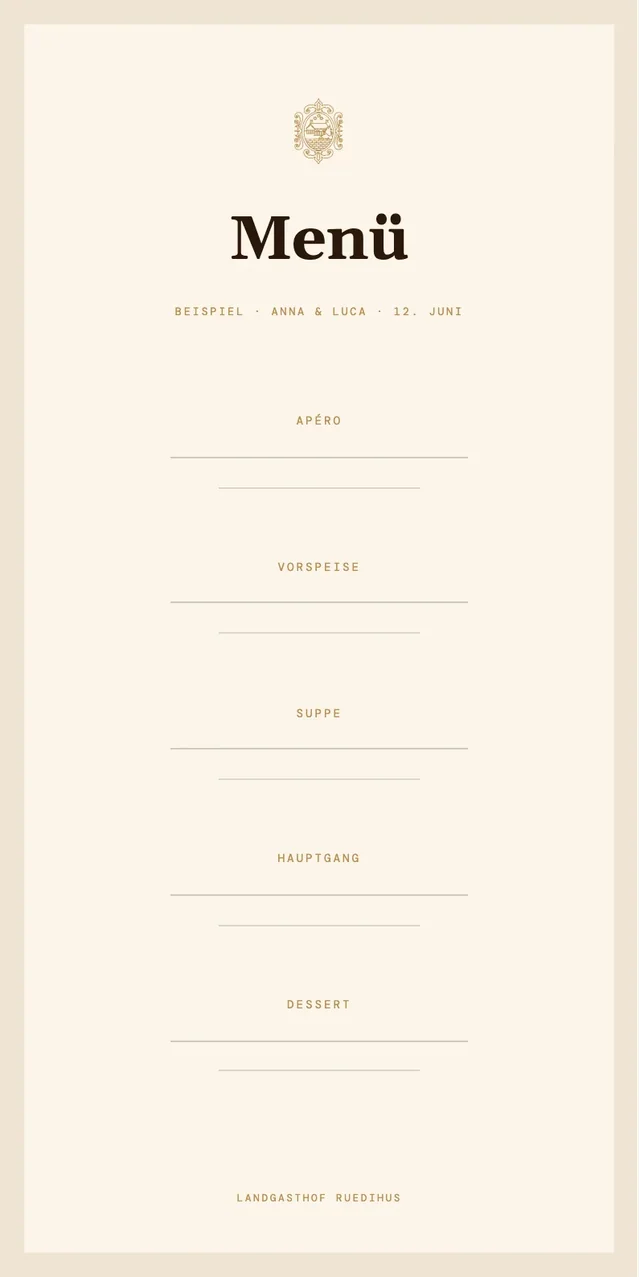 Menü
BEISPIEL · ANNA & LUCA · 12. JUNI
APÉRO
VORSPEISE
SUPPE
HAUPTGANG
DESSERT
LANDGASTHOF RUEDIHUS